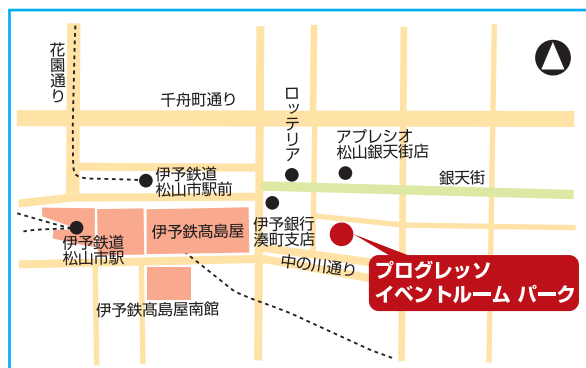 花園通り
千舟町通り
ロッテリア
アプレシオ
松山銀天街店
銀天街
伊予鉄道
松山市駅前
伊予銀行
湊町支店
伊予鉄髙島屋
伊予鉄道
松山市駅
中の川通り
プログレッソ
イベントルーム パーク
伊予鉄髙島屋南館